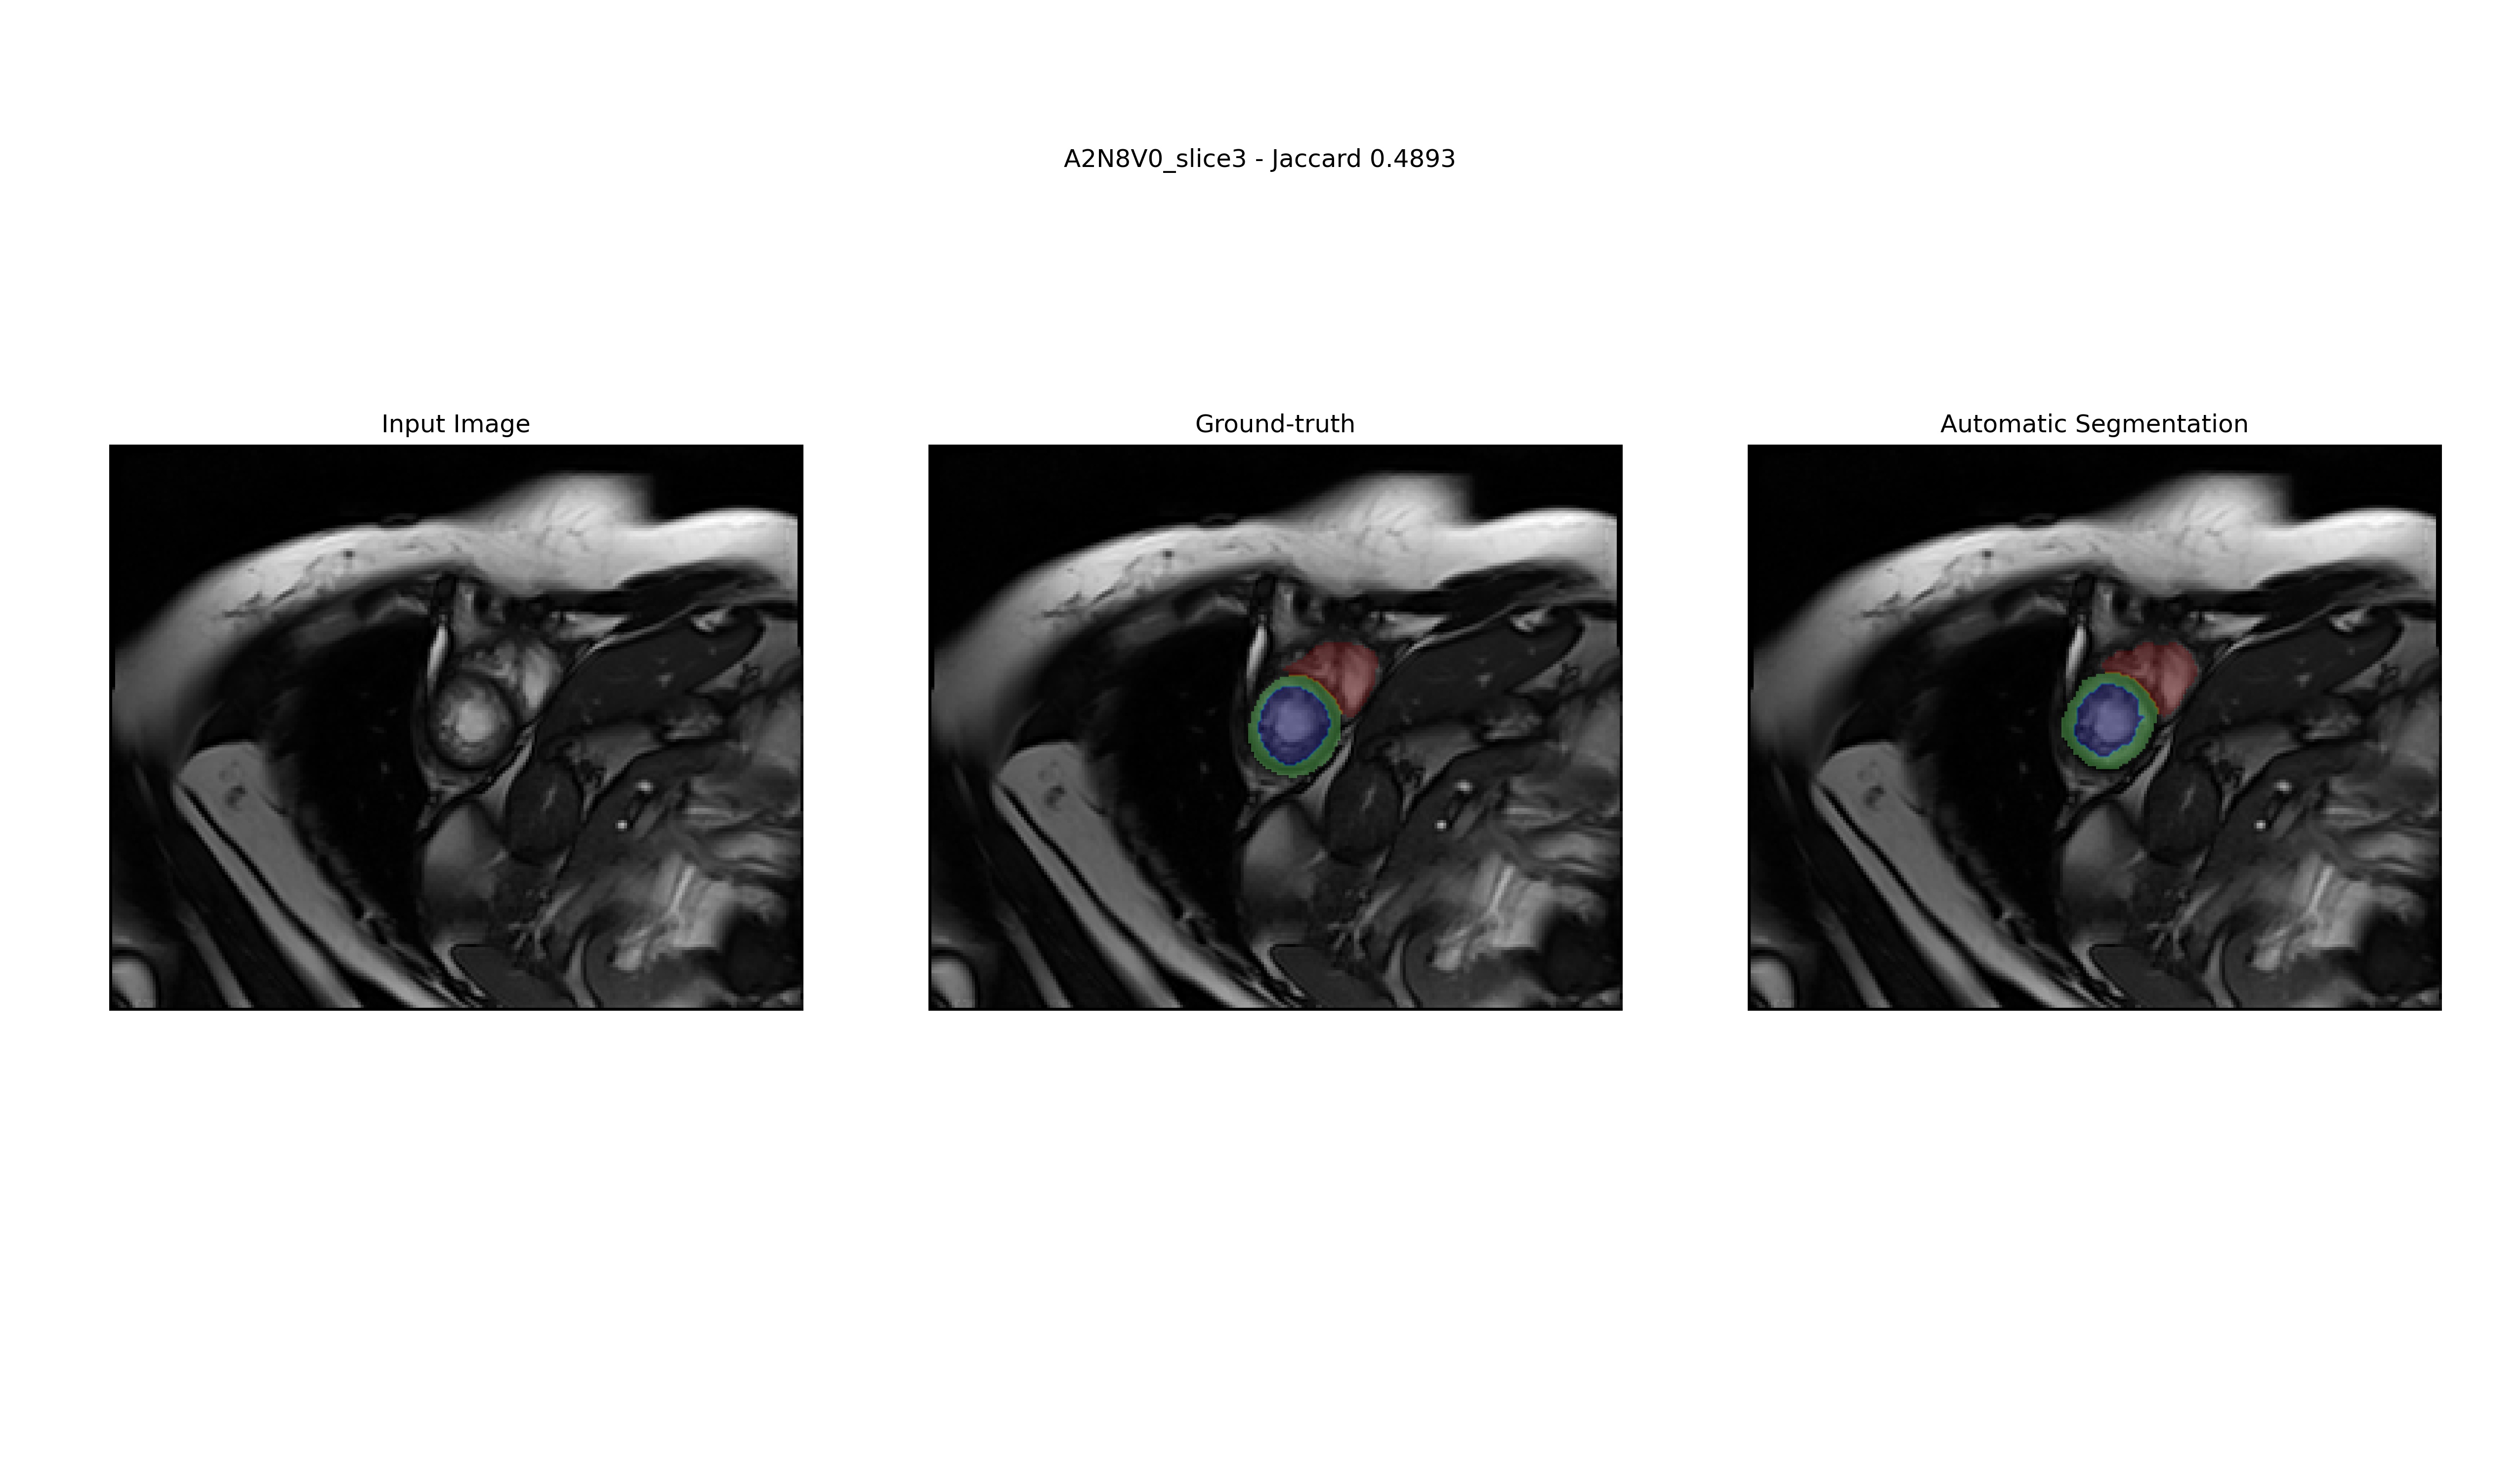 A2N8V0_slice3 - Jaccard 0.4893
Input Image
Ground-truth
Automatic Segmentation